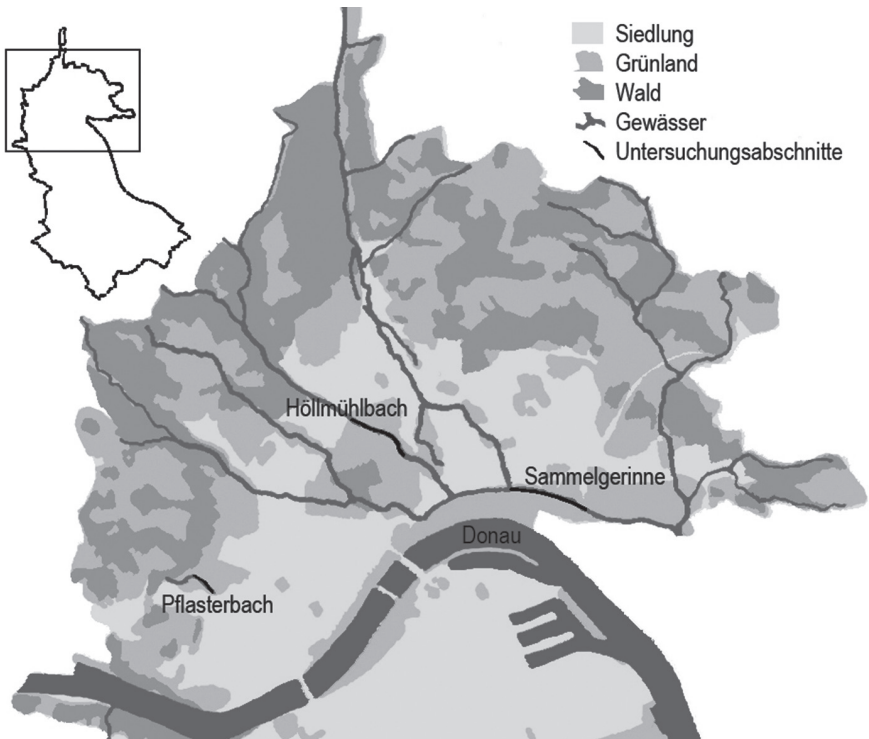 Siedlung
Grünland
Wald
Gewässer
Untersuchungsabschnitte
Höllmühlbach
Sammelgerinne
Donau
Pflasterbach